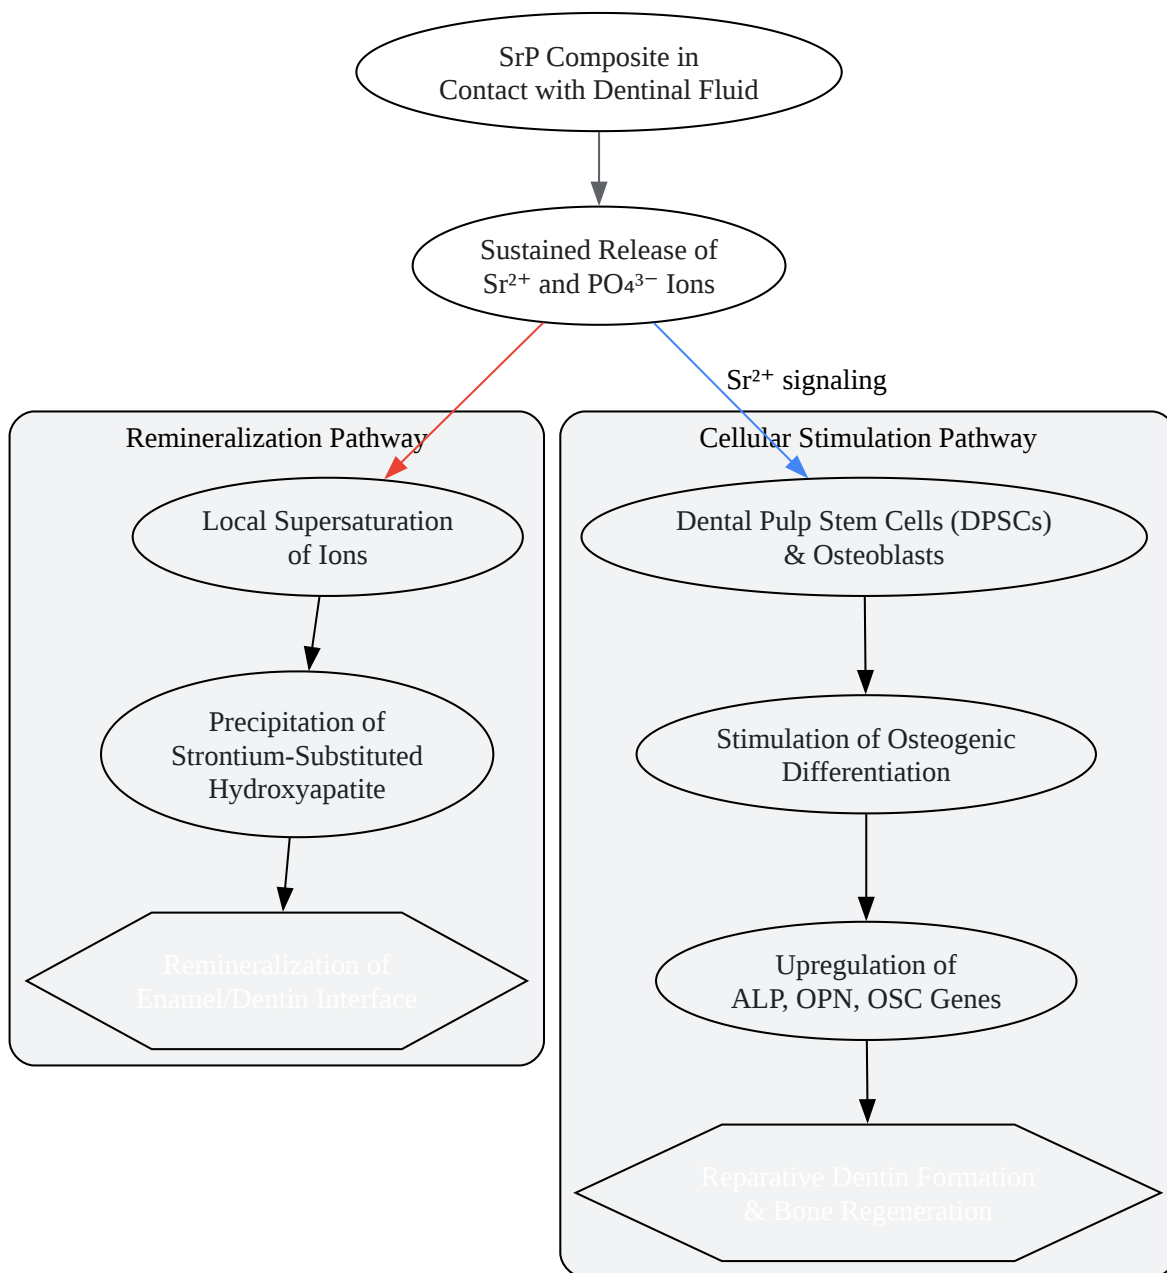 SrP Composite in
Contact with Dentinal Fluid
Sustained Release of
Sr²⁺ and PO₄³⁻ Ions
Sr²⁺ signaling
Remineralization Pathway
Local Supersaturation
of Ions
Precipitation of
Strontium-Substituted
Hydroxyapatite
Remineralization of
Enamel/Dentin Interface
Cellular Stimulation Pathway
Dental Pulp Stem Cells (DPSCs)
& Osteoblasts
Stimulation of Osteogenic
Differentiation
Upregulation of
ALP, OPN, OSC Genes
Reparative Dentin Formation
& Bone Regeneration